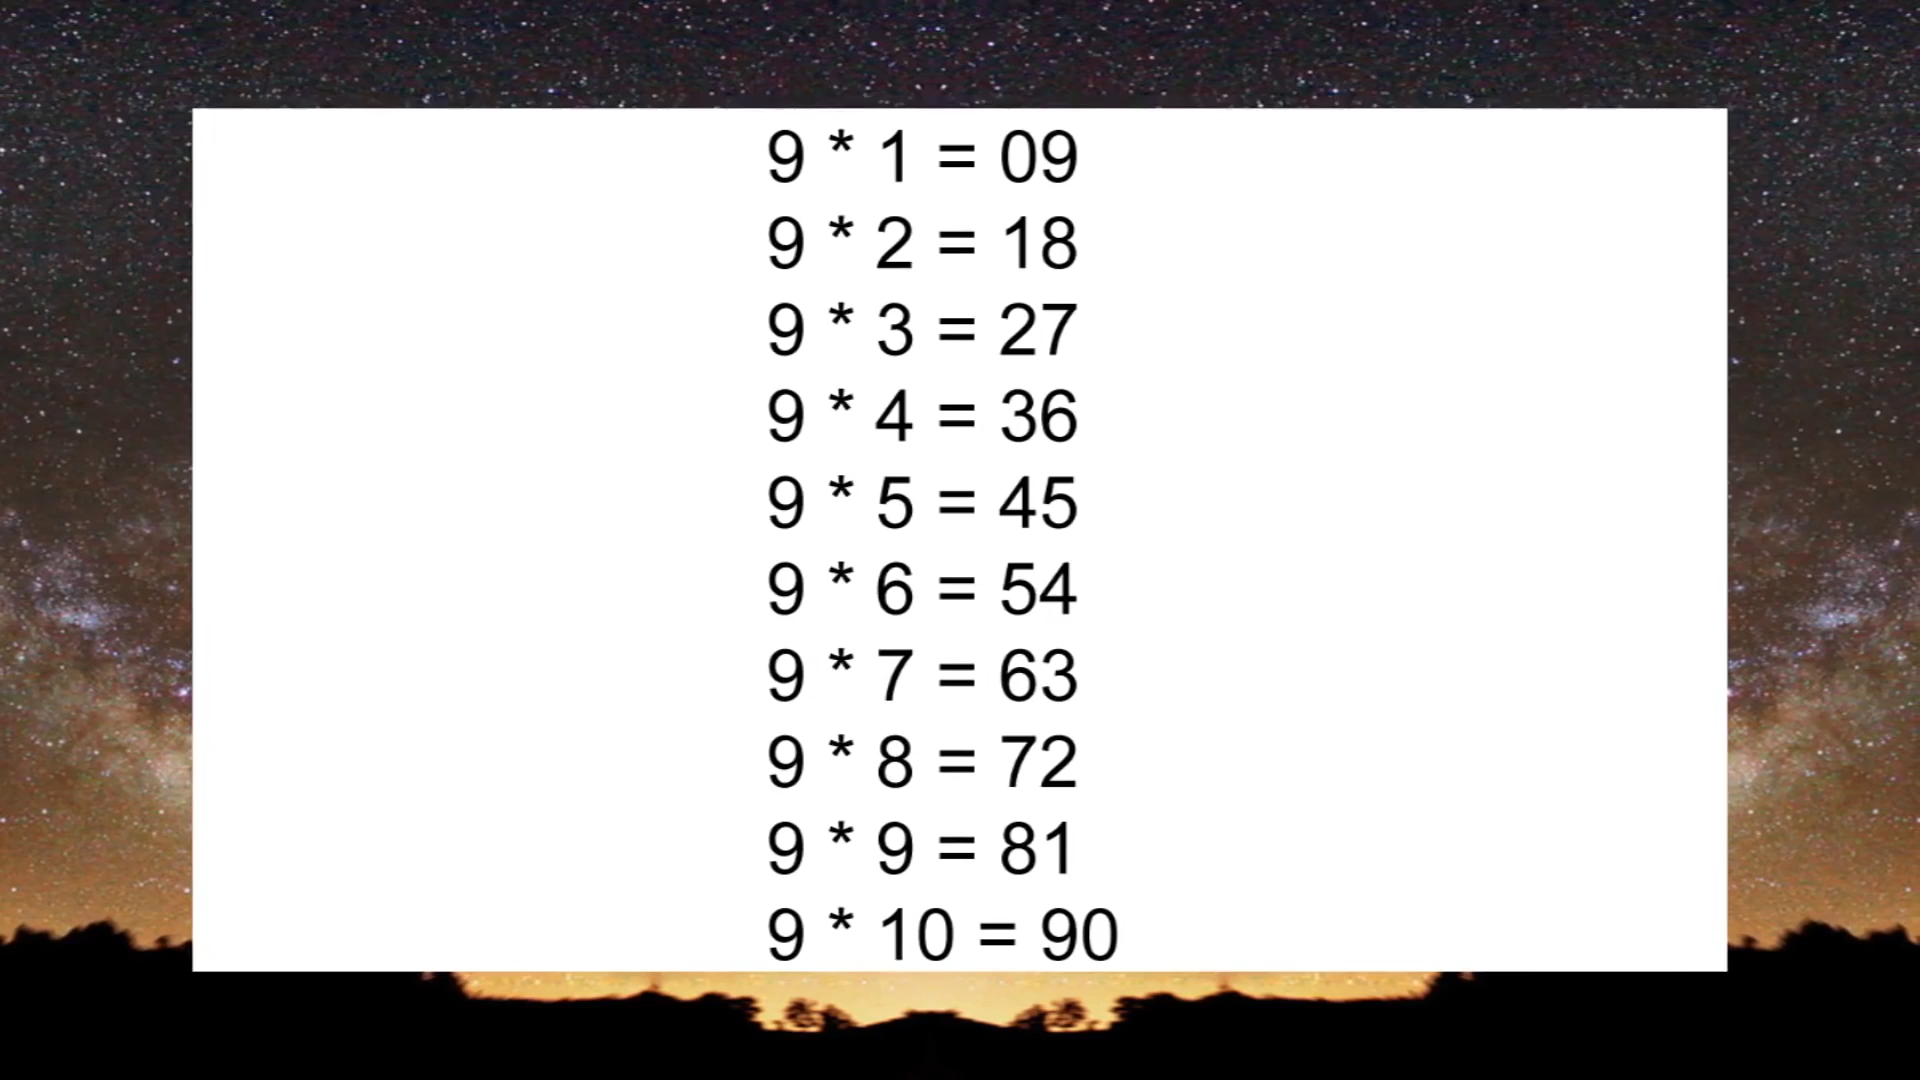 9 * 1 = 09
9 * 2 = 18
9 * 3 = 27
9 * 4 = 36
9 * 5 = 45
9 * 6 = 54
9 * 7 = 63
9 * 8 = 72
9 * 9 = 81
9 * 10 = 90